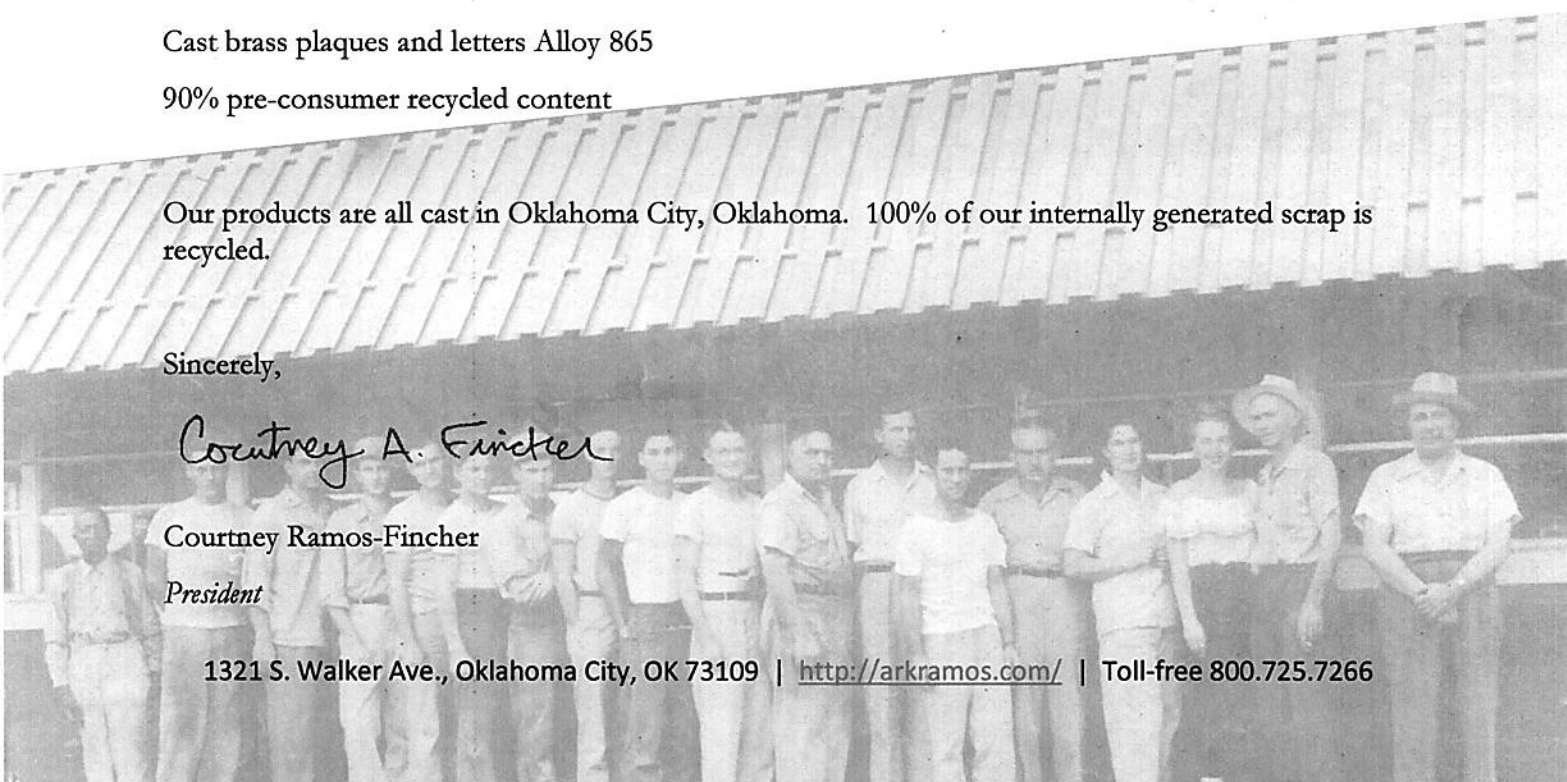 Cast brass plaques and letters Alloy 865
90% pre-consumer recycled content
Our products are all cast in Oklahoma City, Oklahoma.  100% of our internally generated scrap is
recycled.
Sincerely,
Courtney A. Fincher
Courtney Ramos-Fincher
President
1321 S. Walker Ave., Oklahoma City, OK 73109 | http://arkramos.com/ | Toll-free 800.725.7266